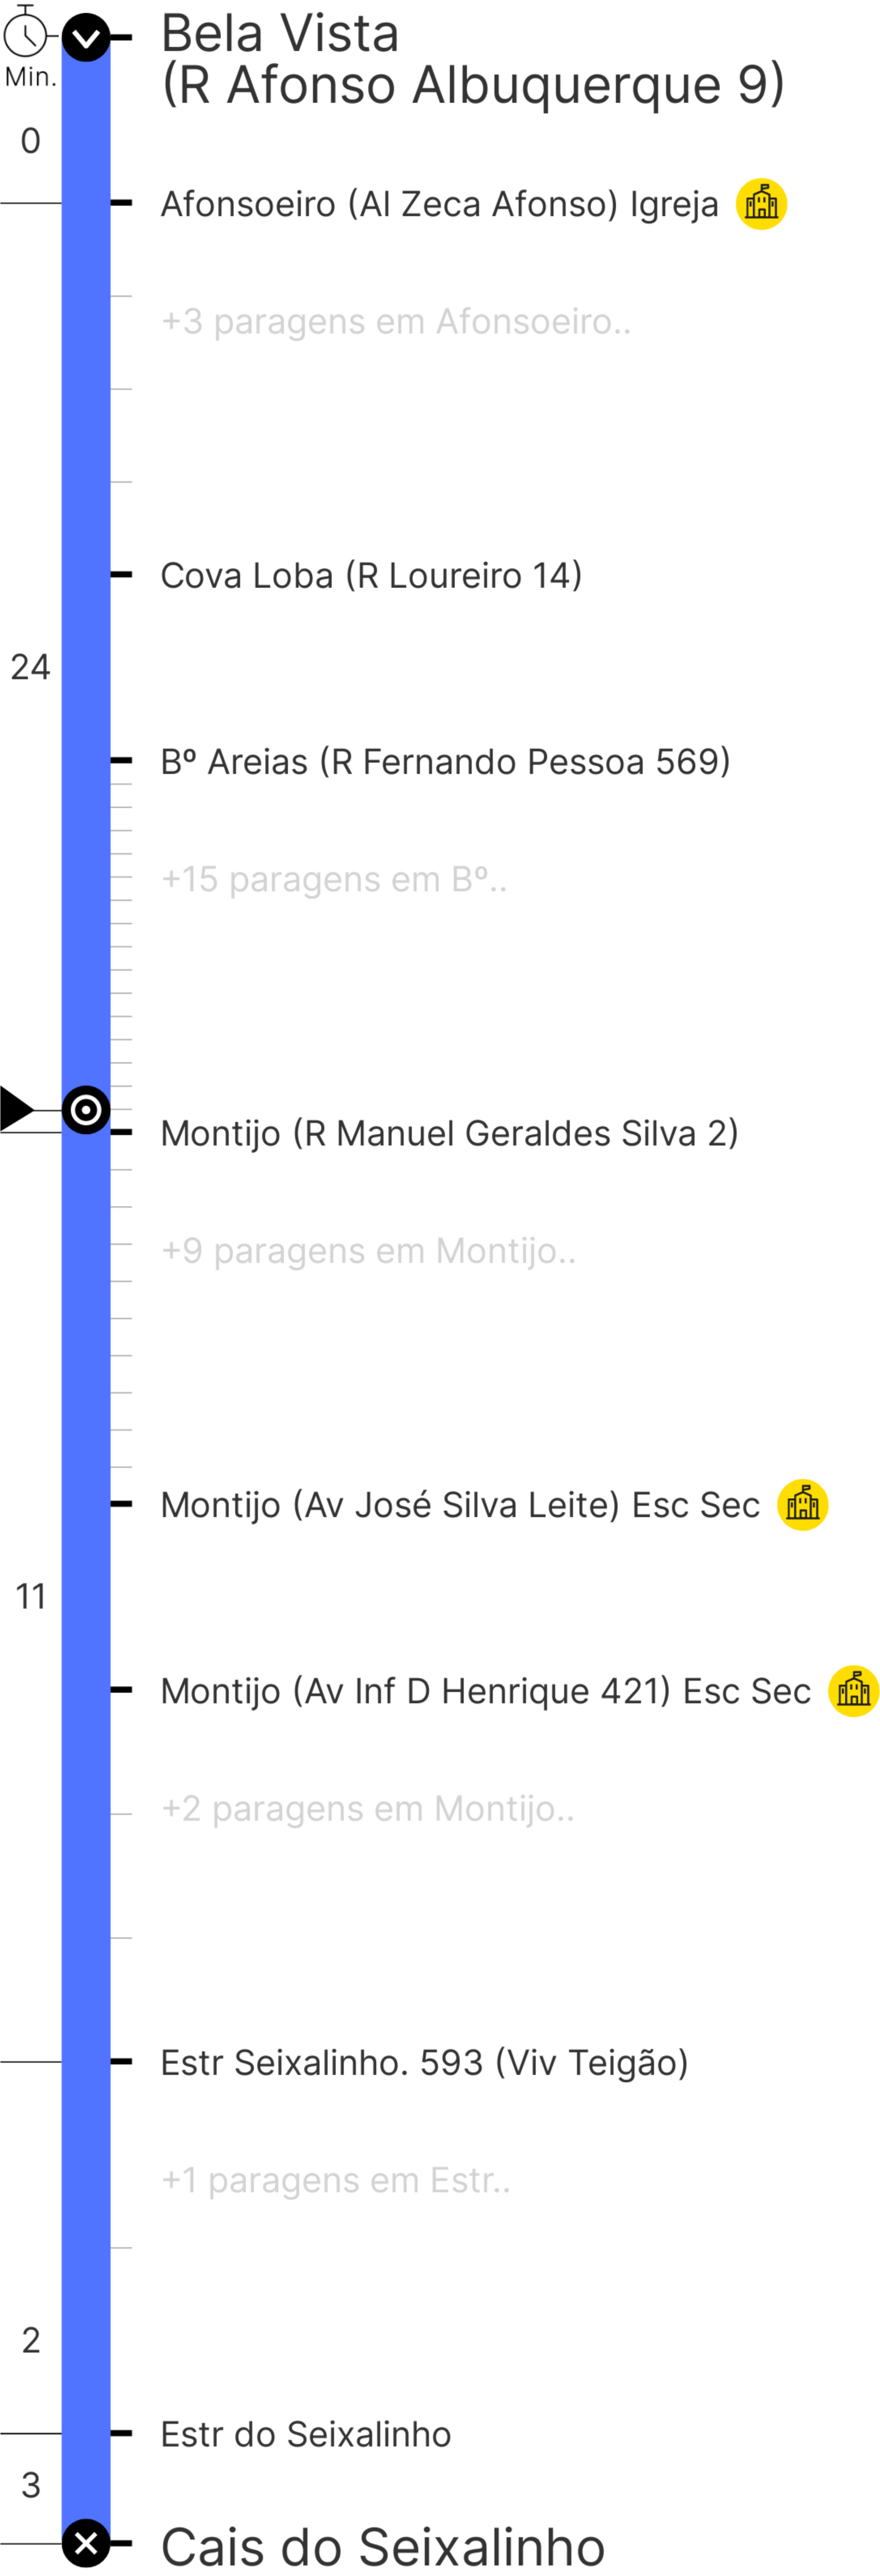 Min.
Bela Vista
(R Afonso Albuquerque 9)
0
Afonsoeiro (Al Zeca Afonso) Igreja
+3 paragens em Afonsoeiro..
Cova Loba (R Loureiro 14)
24
Bº Areias (R Fernando Pessoa 569)
+15 paragens em Bº..
Montijo (R Manuel Geraldes Silva 2)
+9 paragens em Montijo..
Montijo (Av José Silva Leite) Esc Sec
11
Montijo (Av Inf D Henrique 421) Esc Sec
+2 paragens em Montijo..
Estr Seixalinho. 593 (Viv Teigão)
+1 paragens em Estr..
2
Estr do Seixalinho
3
Cais do Seixalinho